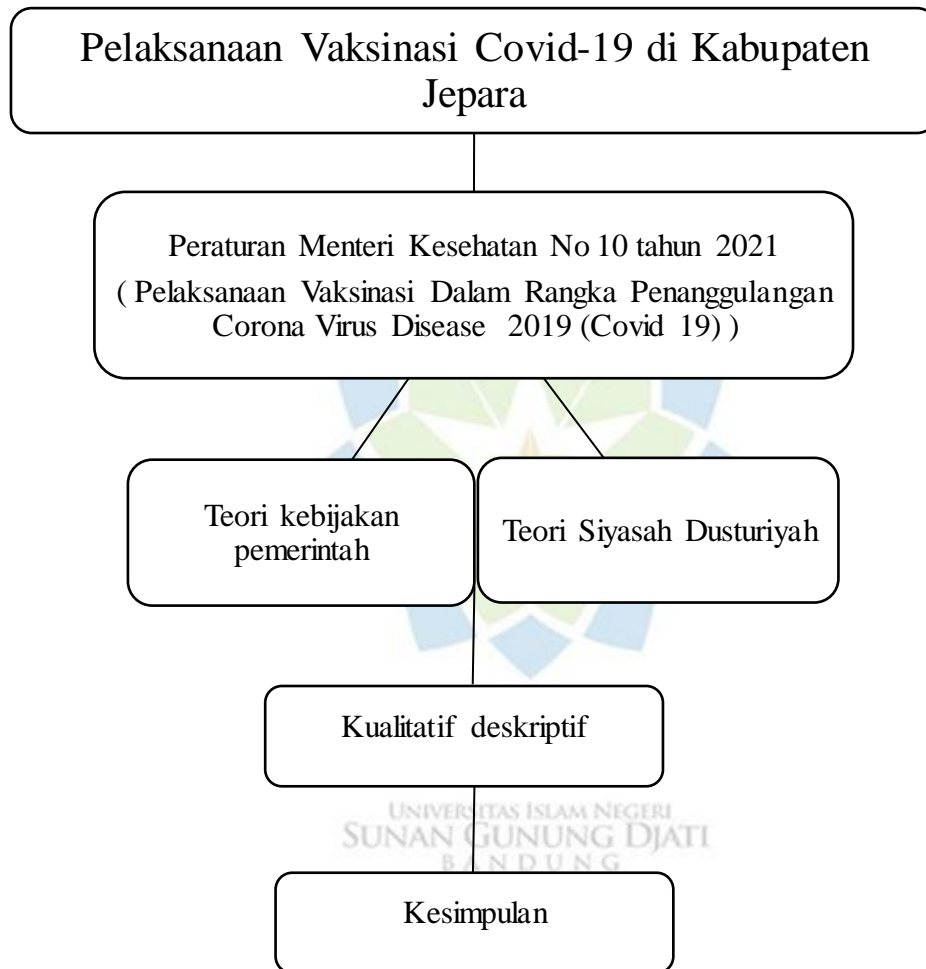 Pelaksanaan Vaksinasi Covid-19 di Kabupaten
Jepara
Peraturan Menteri Kesehatan No 10 tahun 2021
( Pelaksanaan Vaksinasi Dalam Rangka Penanggulangan
Corona Virus Disease 2019 (Covid 19) )
Teori kebijakan
pemerintah
Teori Siyasah Dusturiyah
Kualitatif deskriptif
UNIVERSITAS ISLAM NEGERI
SUNAN GUNUNG DJATI
BANDUNG
Kesimpulan